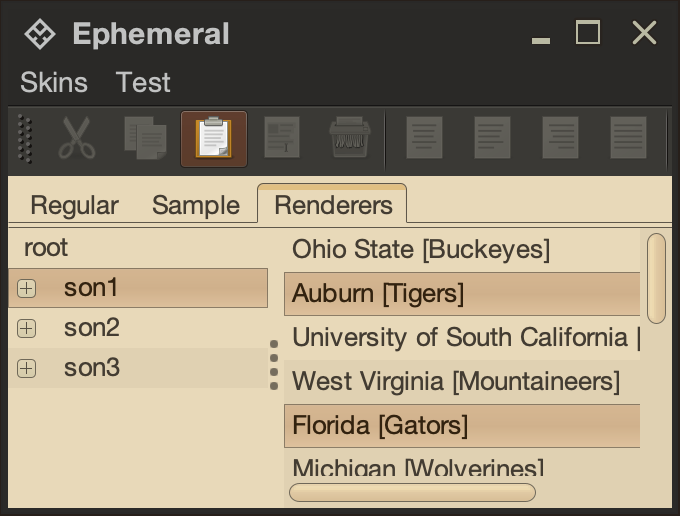 Ephemeral
Skins Test
Regular Sample Renderers
root
son1
son2
son3
Ohio State [Buckeyes]
Auburn [Tigers]
University of South California [
West Virginia [Mountaineers]
Florida [Gators]
Michigan [Wolverines]